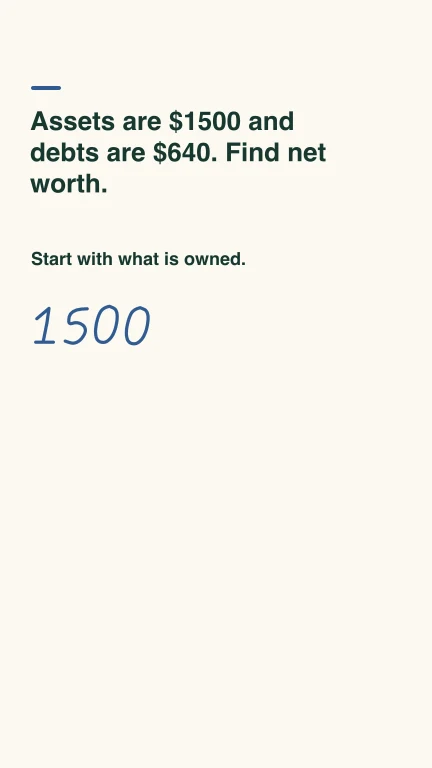 Assets are $1500 and
debts are $640. Find net
worth.
Start with what is owned.
1500